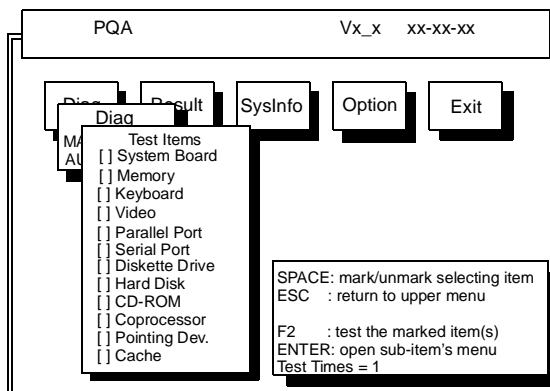 PQA Vx_x xx-xx-xx
Diag Result SysInfo Option Exit
Diag
Test Items
[ ] System Board
[ ] Memory
[ ] Keyboard
[ ] Video
[ ] Parallel Port
[ ] Serial Port
[ ] Diskette Drive
[ ] Hard Disk
[ ] CD-ROM
[ ] Coprocessor
[ ] Pointing Dev.
[ ] Cache
SPACE: mark/unmark selecting item
ESC : return to upper menu
F2 : test the marked item(s)
ENTER: open sub-item's menu
Test Times = 1